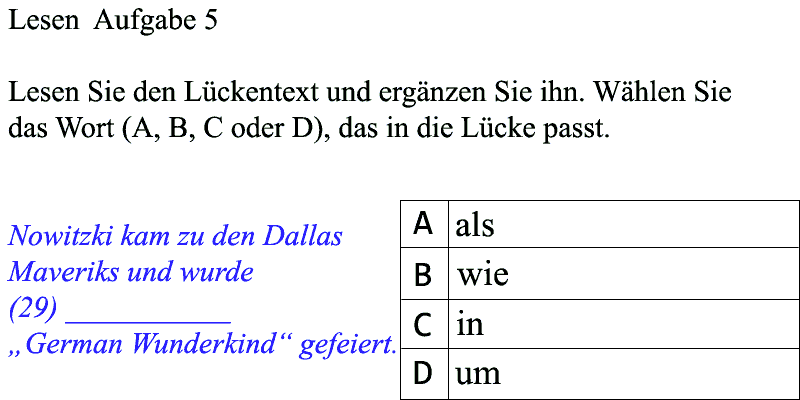 Lesen Aufgabe 5
Lesen Sie den Lückentext und ergänzen Sie ihn. Wählen Sie
das Wort (A, B, C oder D), das in die Lücke passt.
Nowitzki kam zu den Dallas
Maveriks und wurde
(29) ___________
„German Wunderkind“ gefeiert.
A als
B wie
C in
D um